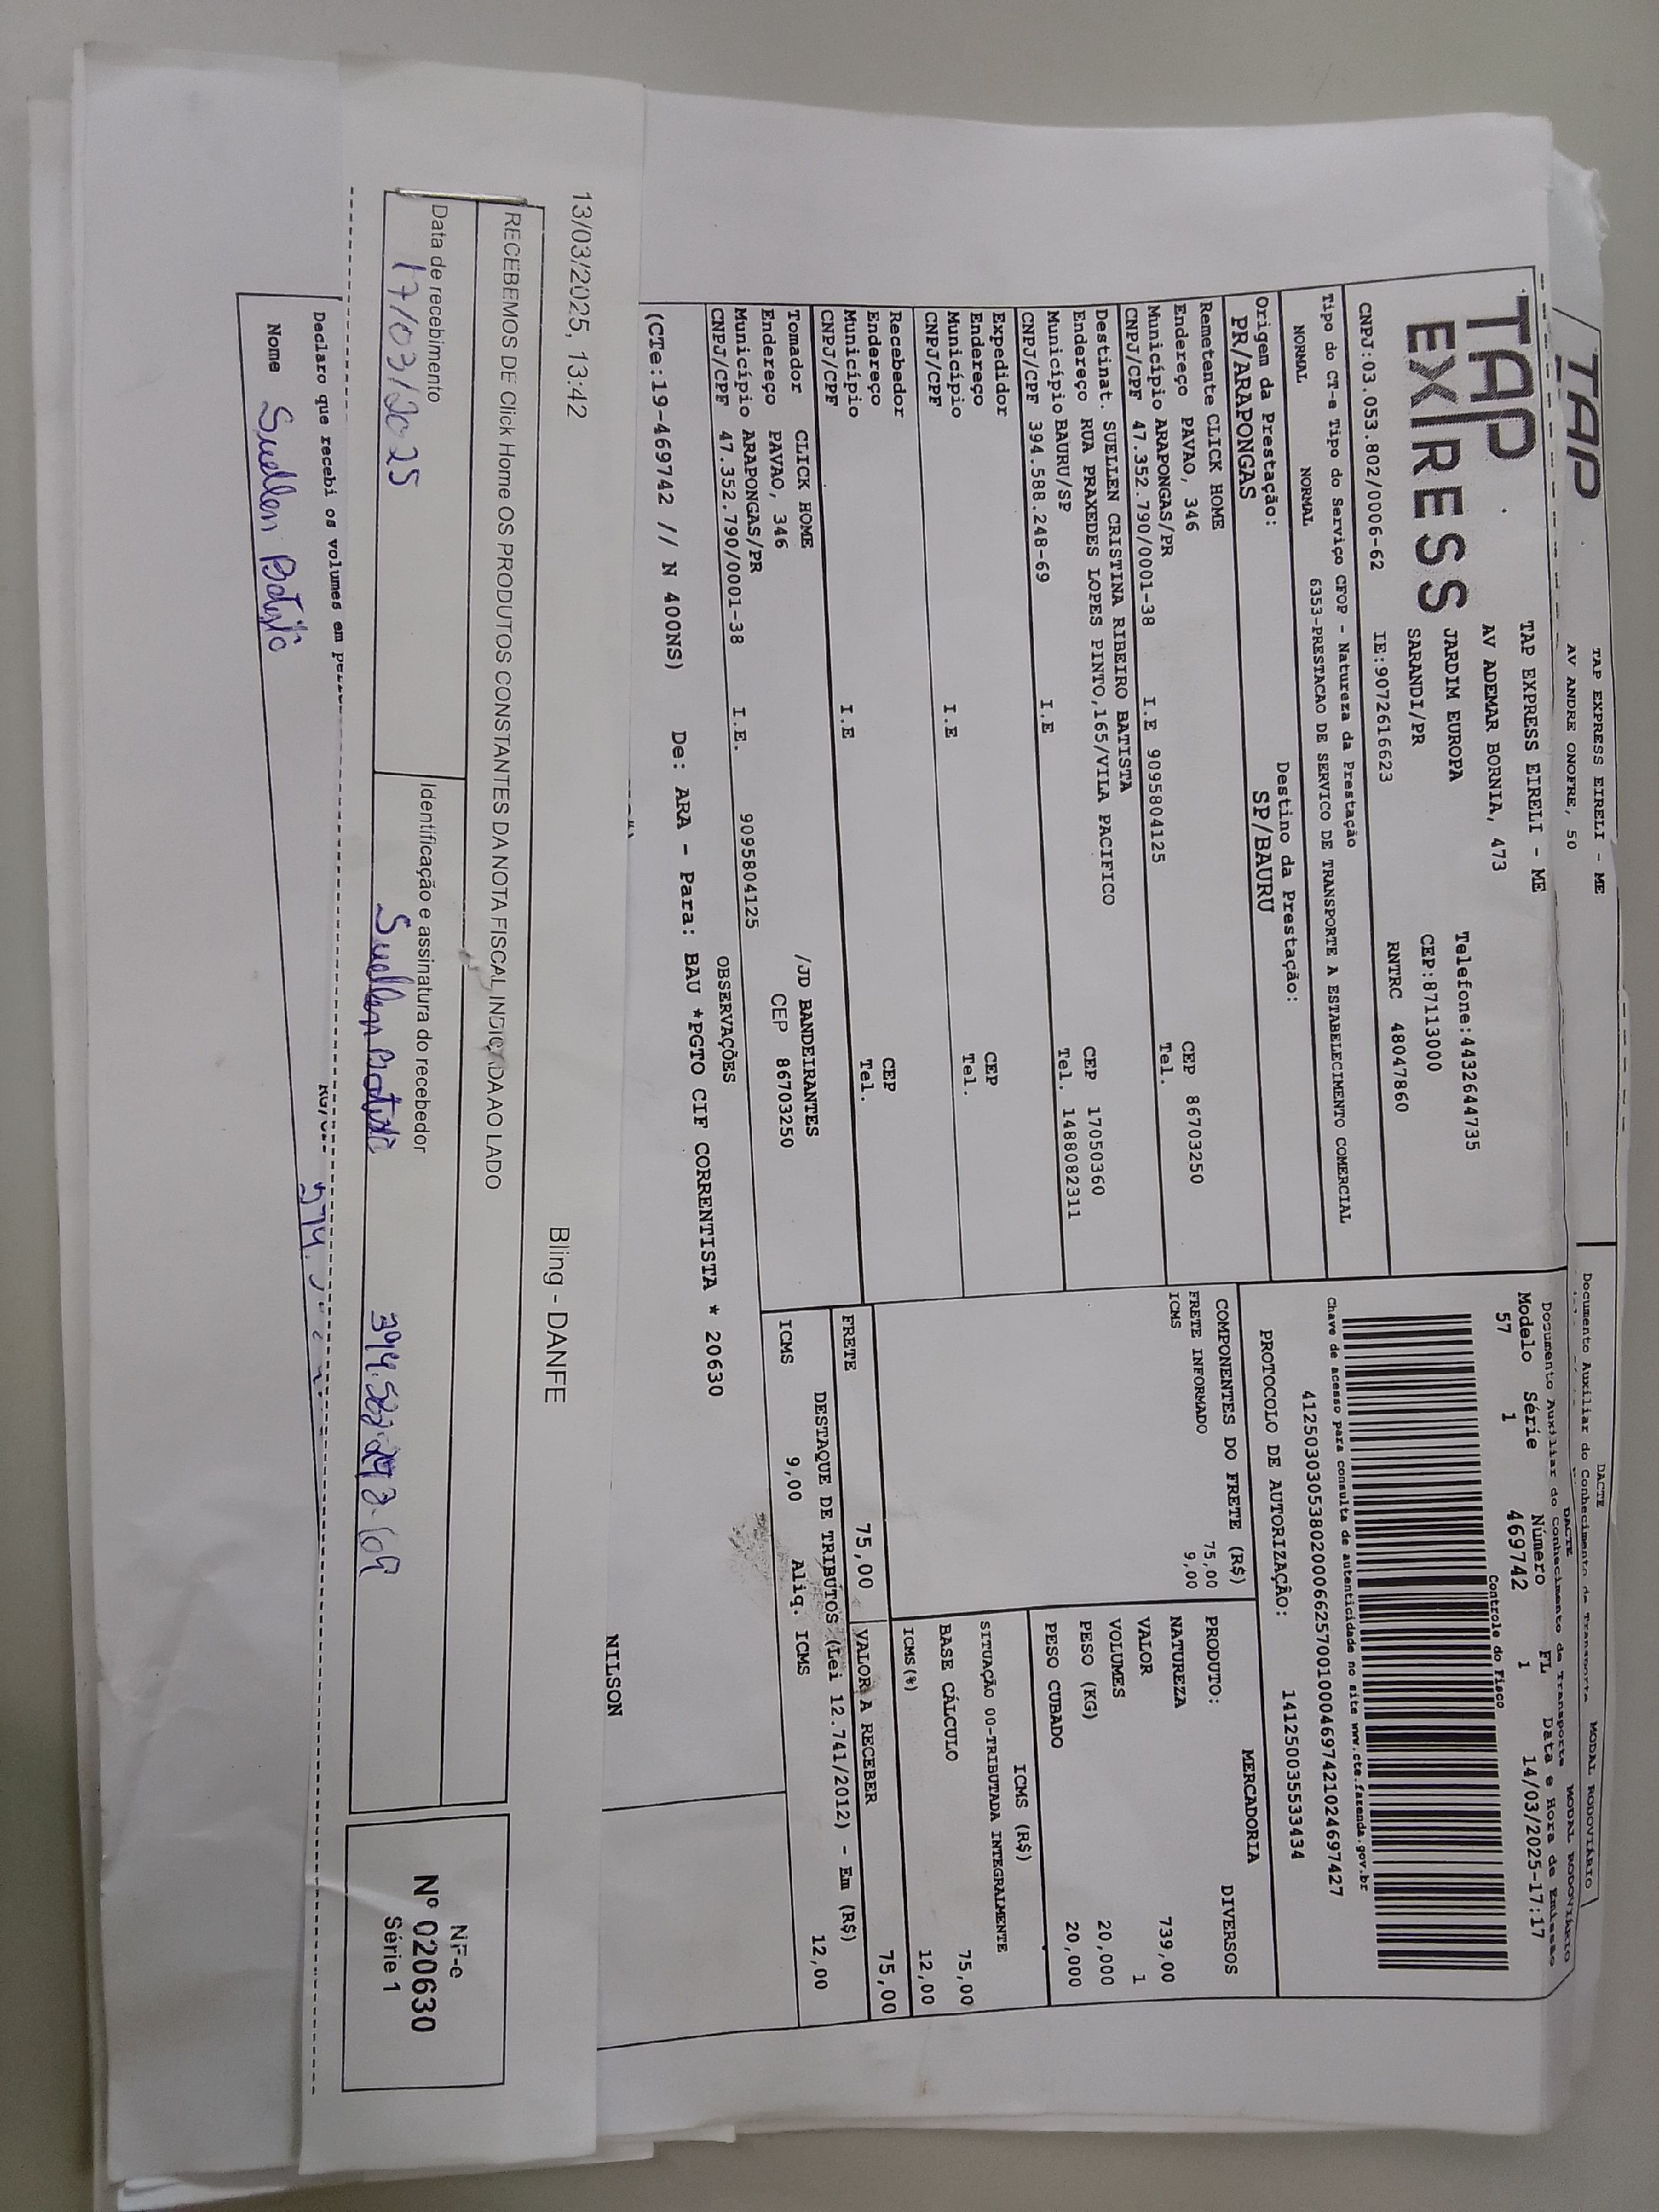 TAP
TAP EXPRESS EIRELI - ME
AV ANDRE ONOFRE, 50
DACTE
Documento Auxiliar do Conhecimento de Transporte
MODAL RODOVIÁRIO
TAP
EXPRESS
TAP EXPRESS EIRELI - ME
AV ADEMAR BORNIA, 473
JARDIM EUROPA
SARANDI/PR
Telefone:4432644735
CEP:87113000
CNPJ:03.053.802/0006-62 IE:9072616623 RNTRC 48047860
DACTE
Documento Auxiliar do Conhecimento de Transporte
MODAL RODOVIÁRIO
Modelo Série Número FL Data e Hora de Emissão
57 1 469742 1 14/03/2025-17:17
Controle do Fisco
Chave de acesso para consulta de autenticidade no site www.cte.fazenda.gov.br
41250303053802000662570010004697421024697427
PROTOCOLO DE AUTORIZAÇÃO: 141250035533434
Tipo do CT-e Tipo do Serviço CFOP - Natureza da Prestação
NORMAL NORMAL 6353-PRESTACAO DE SERVICO DE TRANSPORTE A ESTABELECIMENTO COMERCIAL
Origem da Prestação: Destino da Prestação:
PR/ARAPONGAS SP/BAURU
Remetente CLICK HOME
Endereço PAVAO, 346 CEP 86703250
Município ARAPONGAS/PR Tel.
CNPJ/CPF 47.352.790/0001-38 I.E 9095804125
Destinat. SUELLEN CRISTINA RIBEIRO BATISTA
Endereço RUA PRAXEDES LOPES PINTO,165/VILA PACIFICO CEP 17050360
Município BAURU/SP Tel. 1488082311
CNPJ/CPF 394.588.248-69 I.E
Expedidor
Endereço CEP
Município Tel.
CNPJ/CPF I.E
Recebedor
Endereço CEP
Município Tel.
CNPJ/CPF I.E
Tomador CLICK HOME /JD BANDEIRANTES
Endereço PAVAO, 346 CEP 86703250
Município ARAPONGAS/PR
CNPJ/CPF 47.352.790/0001-38 I.E. 9095804125
COMPONENTES DO FRETE (R$)
FRETE INFORMADO 75,00
ICMS 9,00
MERCADORIA
PRODUTO: DIVERSOS
NATUREZA
VALOR 739,00
VOLUMES 1
PESO (KG) 20,000
PESO CUBADO 20,000
ICMS (R$)
SITUAÇÃO 00-TRIBUTADA INTEGRALMENTE
BASE CÁLCULO 75,00
ICMS(%) 12,00
FRETE 75,00 VALOR A RECEBER 75,00
DESTAQUE DE TRIBUTOS (Lei 12.741/2012) - Em (R$)
ICMS 9,00 Aliq. ICMS 12,00
OBSERVAÇÕES
(CTe:19-469742 // N 400NS) De: ARA - Para: BAU *PGTO CIF CORRENTISTA * 20630
NILSON
13/03/2025, 13:42 Bling - DANFE
RECEBEMOS DE Click Home OS PRODUTOS CONSTANTES DA NOTA FISCAL INDICADA AO LADO
Data de recebimento
17/03/2025
Identificação e assinatura do recebedor
Suellen Batista
NF-e
Nº 020630
Série 1
Declaro que recebi os volumes em
Nome Suellen Batista